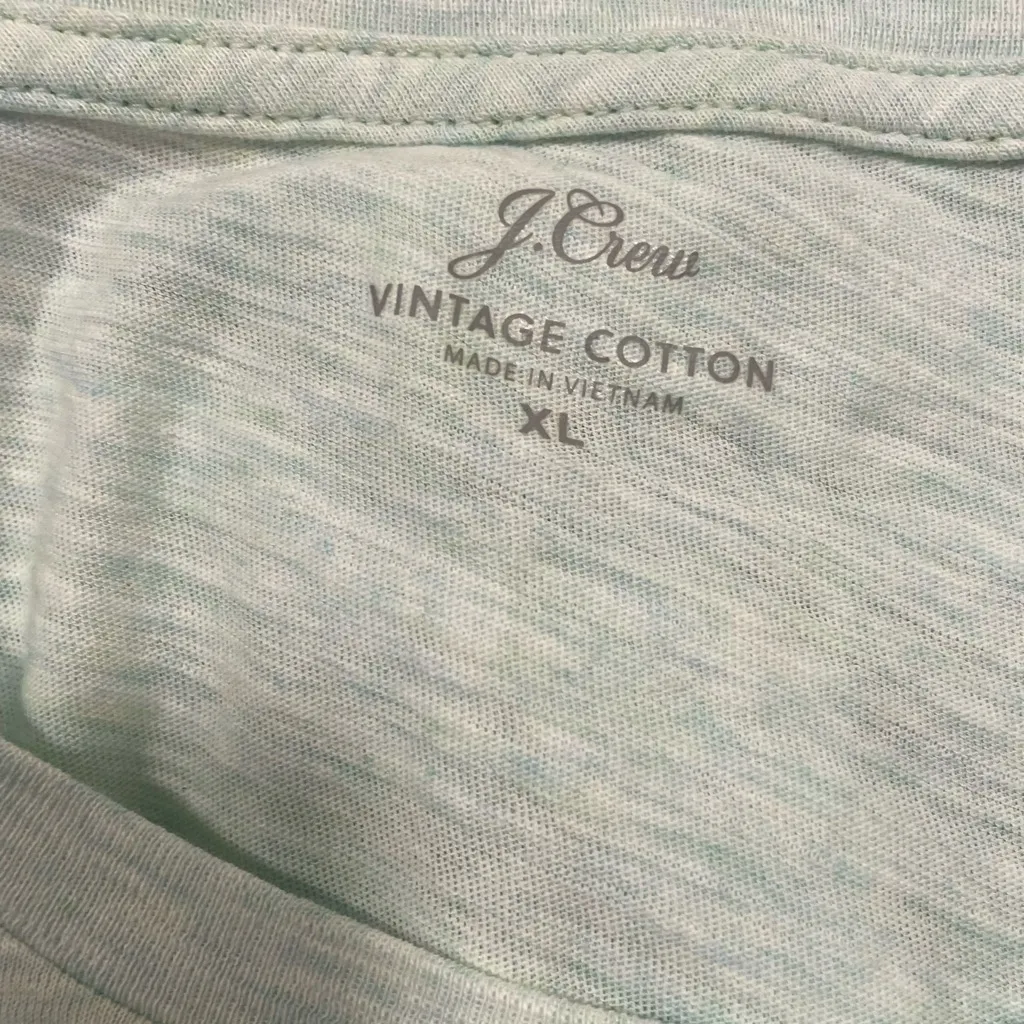 J.Crew
VINTAGE COTTON
MADE IN VIETNAM
XL